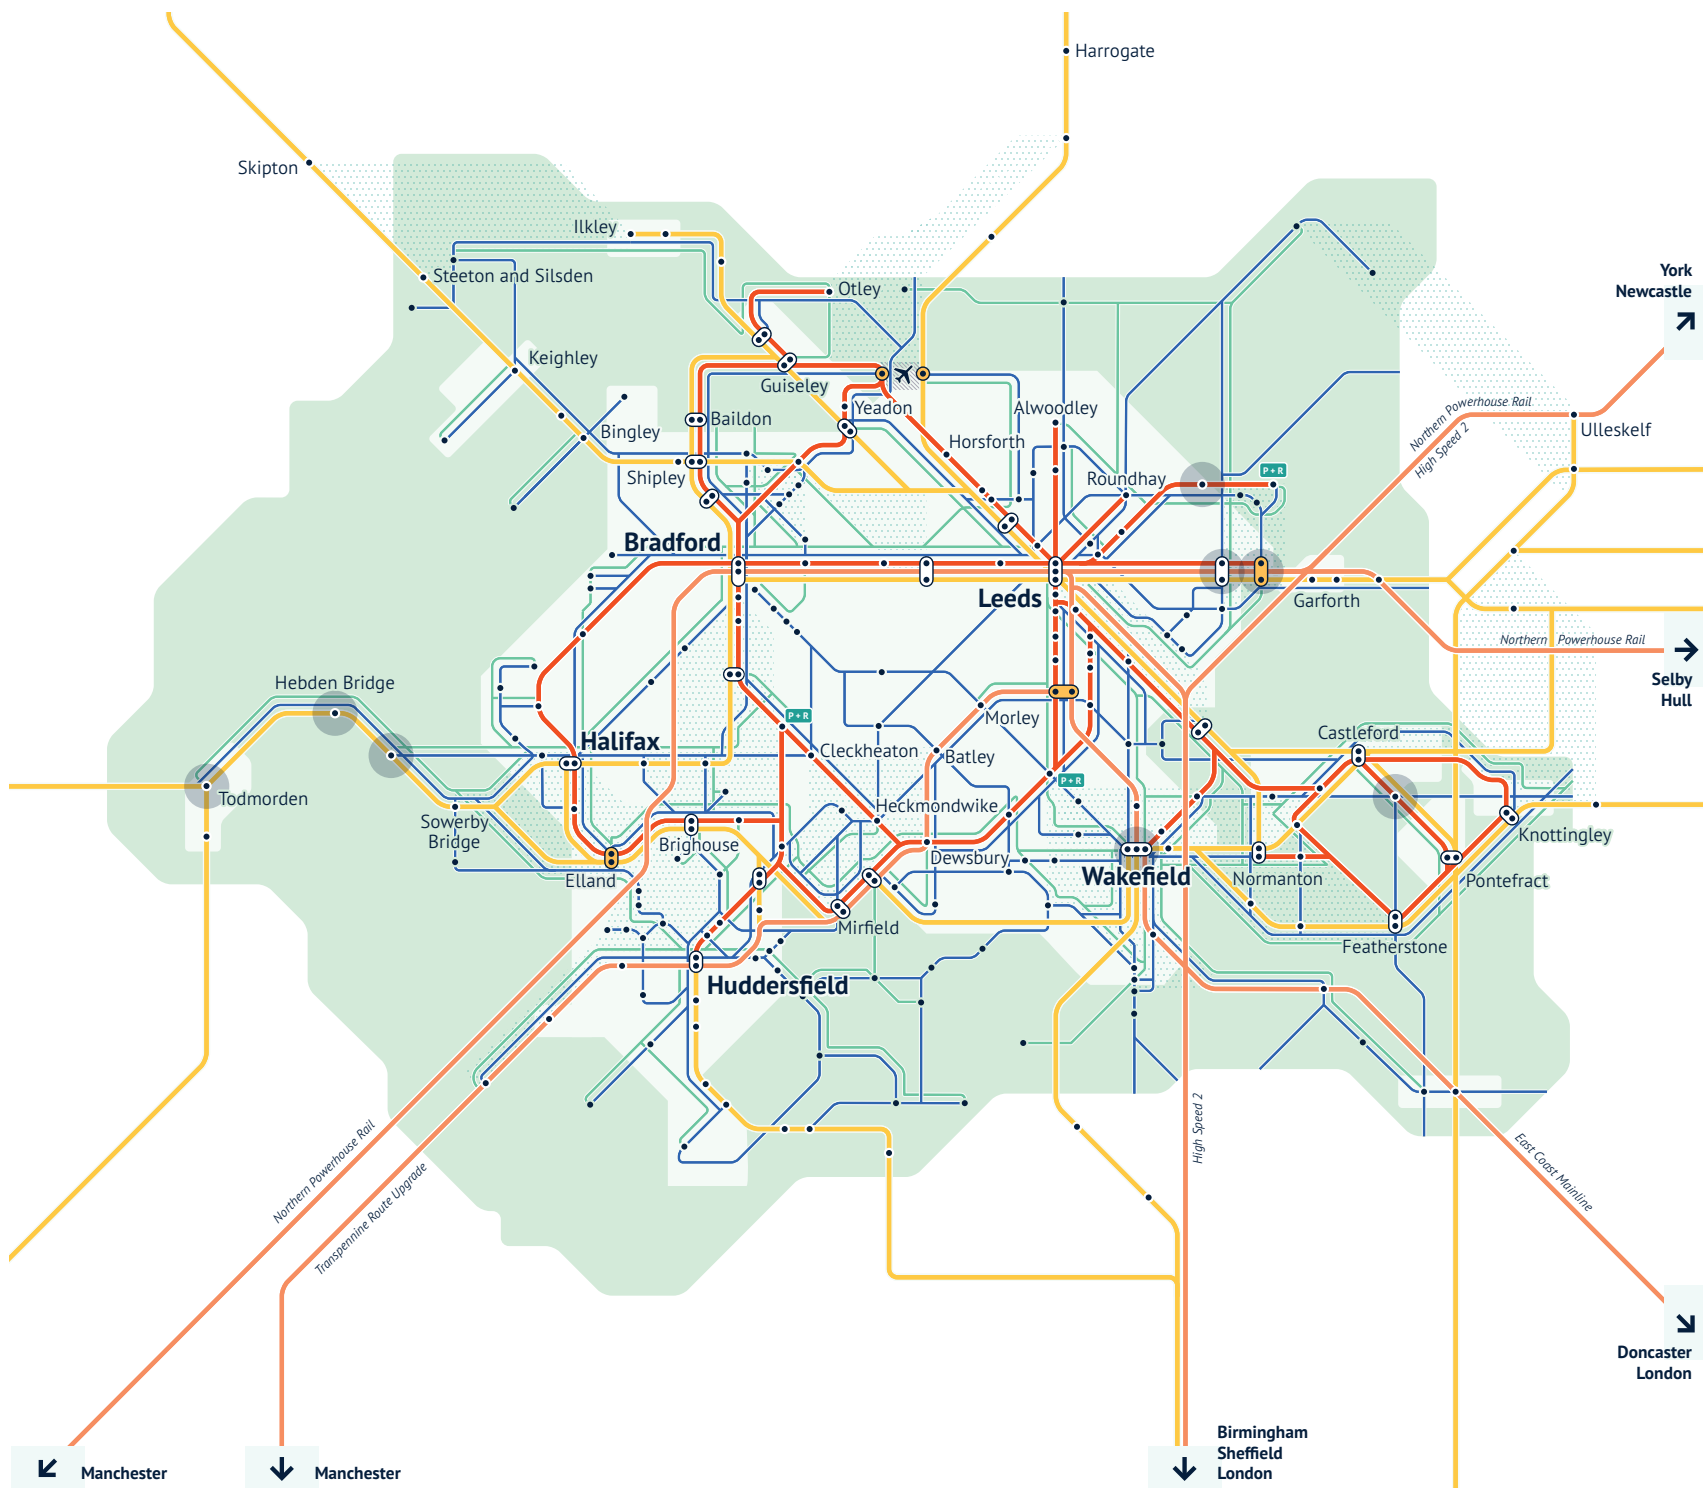 Harrogate
Skipton
Ilkley
Steeton and Silsden
Otley
York
Newcastle
Keighley
Guiseley
Baildon
Yeadon
Alwoodley
Northern Powerhouse Rail
High Speed 2
Ulleskelf
Bingley
Horsforth
Shipley
Roundhay
P+R
Bradford
Leeds
Garforth
Northern Powerhouse Rail
Selby
Hull
Hebden Bridge
P+R
Morley
Halifax
Cleckheaton
Batley
Castleford
P+R
Todmorden
Heckmondwike
Sowerby
Bridge
Brighouse
Knottingley
Dewsbury
Elland
Wakefield
Normanton
Pontefract
Mirfield
Featherstone
Huddersfield
Northern Powerhouse Rail
Transpennine Route Upgrade
High Speed 2
East Coast Mainline
Doncaster
London
Manchester
Manchester
Birmingham
Sheffield
London